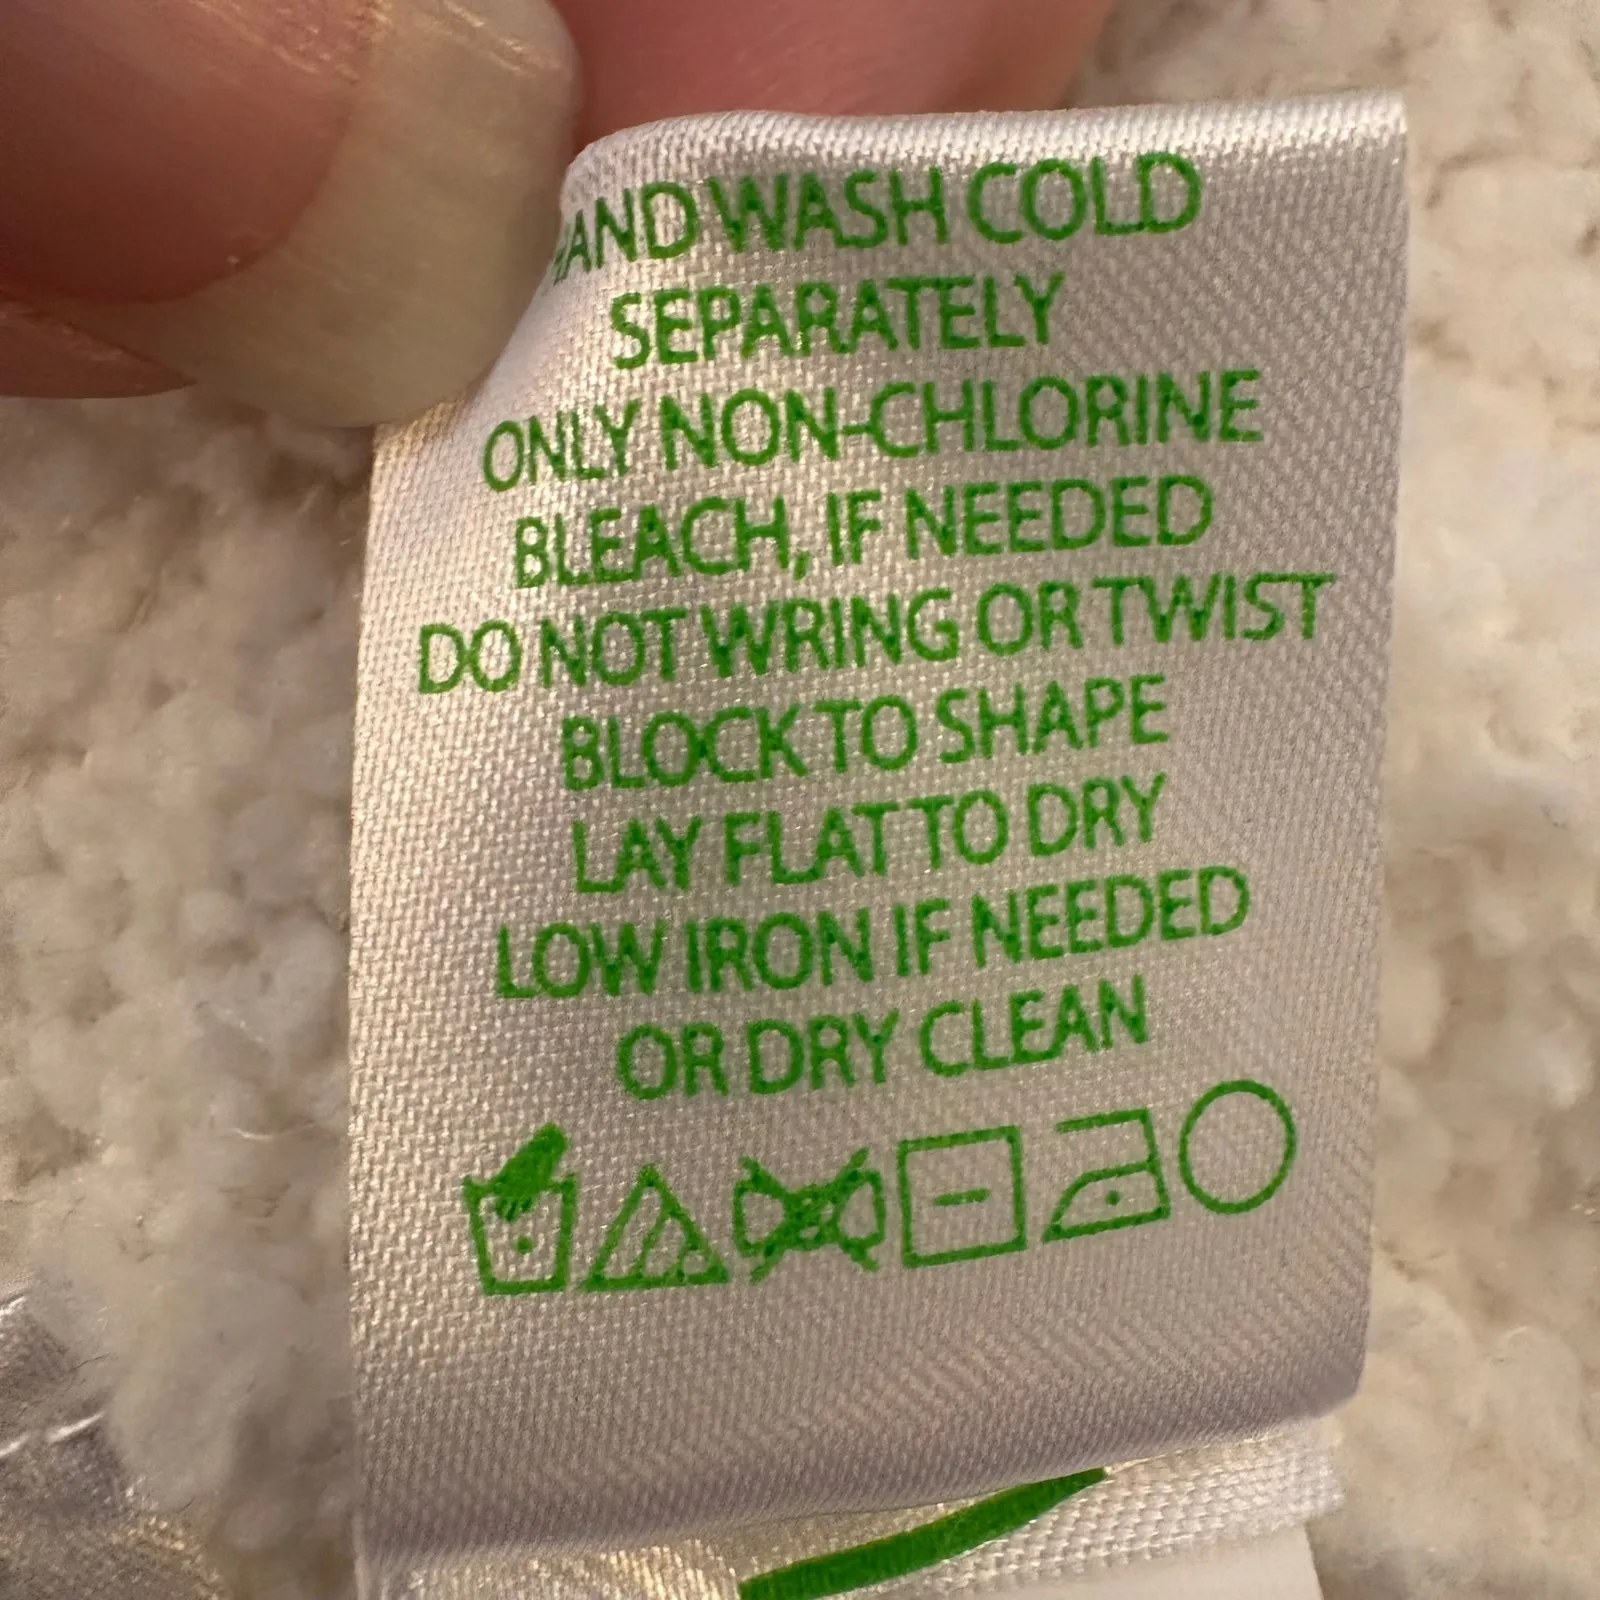 HAND WASH COLD
SEPARATELY
ONLY NON-CHLORINE
BLEACH, IF NEEDED
DO NOT WRING OR TWIST
BLOCK TO SHAPE
LAY FLAT TO DRY
LOW IRON IF NEEDED
OR DRY CLEAN